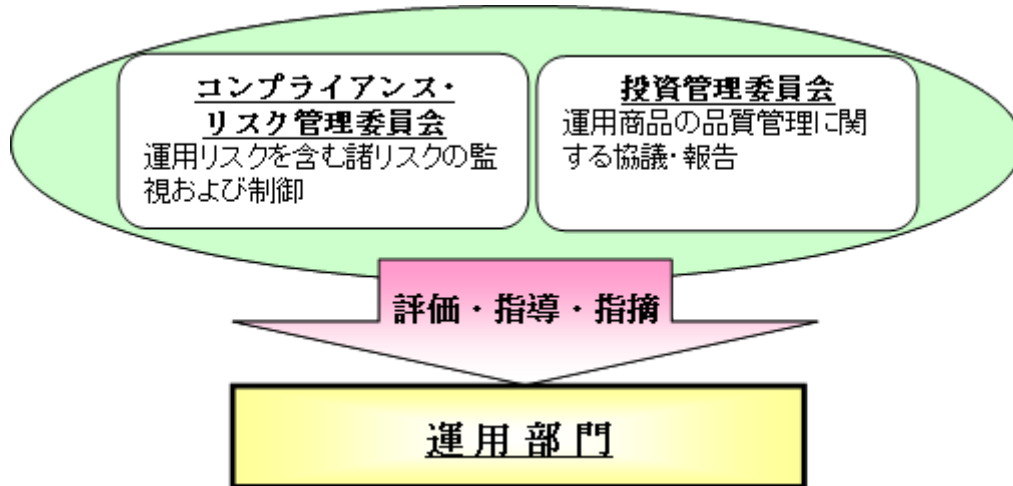 コンプライアンス・
リスク管理委員会
運用リスクを含む諸リスクの監
視および制御
投資管理委員会
運用商品の品質管理に関
する協議・報告
評価・指導・指摘
運用部門